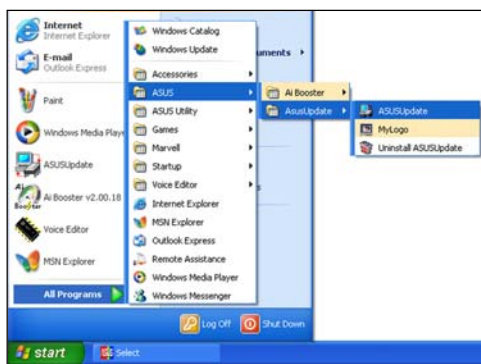 Internet
Internet Explorer
E-mail
Outlook Express
Paint
Windows Media Playe
ASUSUpdate
Ai Booster v2.00.18
Voice Editor
MSN Explorer
All Programs
Windows Catalog
Windows Update
Accessories
ASUS
ASUS Utility
Games
Marvell
Startup
Voice Editor
Internet Explorer
MSN Explorer
Outlook Express
Remote Assistance
Windows Media Player
Windows Messenger
uments
s
Ai Booster
AsusUpdate
ASUSUpdate
MyLogo
Uninstall ASUSUpdate
Log Off
Shut Down
start
Select